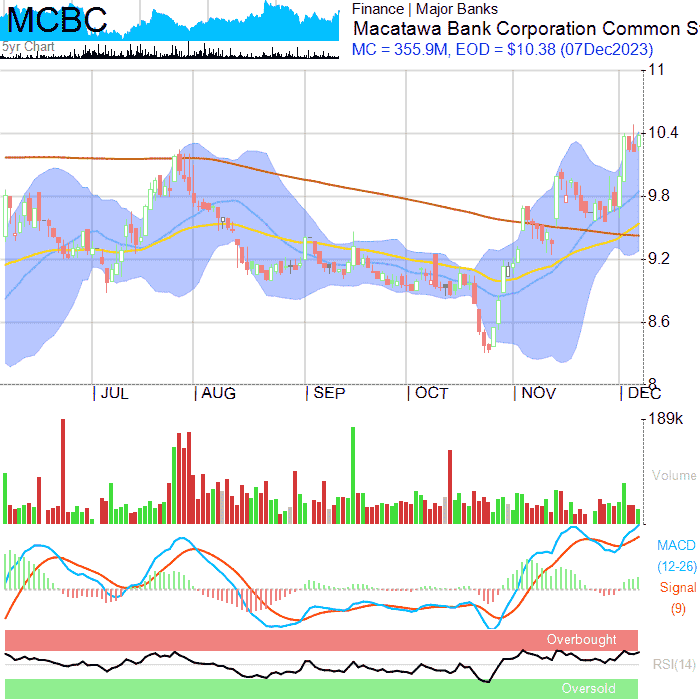 MCBC
5yr Chart
Finance | Major Banks
Macatawa Bank Corporation Common S
MC = 355.9M, EOD = $10.38 (07Dec2023)
11
10.4
9.8
9.2
8.6
8
JUL AUG SEP OCT NOV DEC
189k
Volume
MACD
(12-26)
Signal
(9)
Overbought
RSI(14)
Oversold